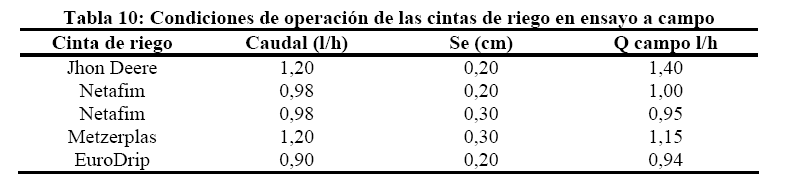 Tabla 10: Condiciones de operación de las cintas de riego en ensayo a campo
Cinta de riego Caudal (l/h) Se (cm) Q campo l/h
Jhon Deere 1,20 0,20 1,40
Netafim 0,98 0,20 1,00
Netafim 0,98 0,30 0,95
Metzerplas 1,20 0,30 1,15
EuroDrip 0,90 0,20 0,94